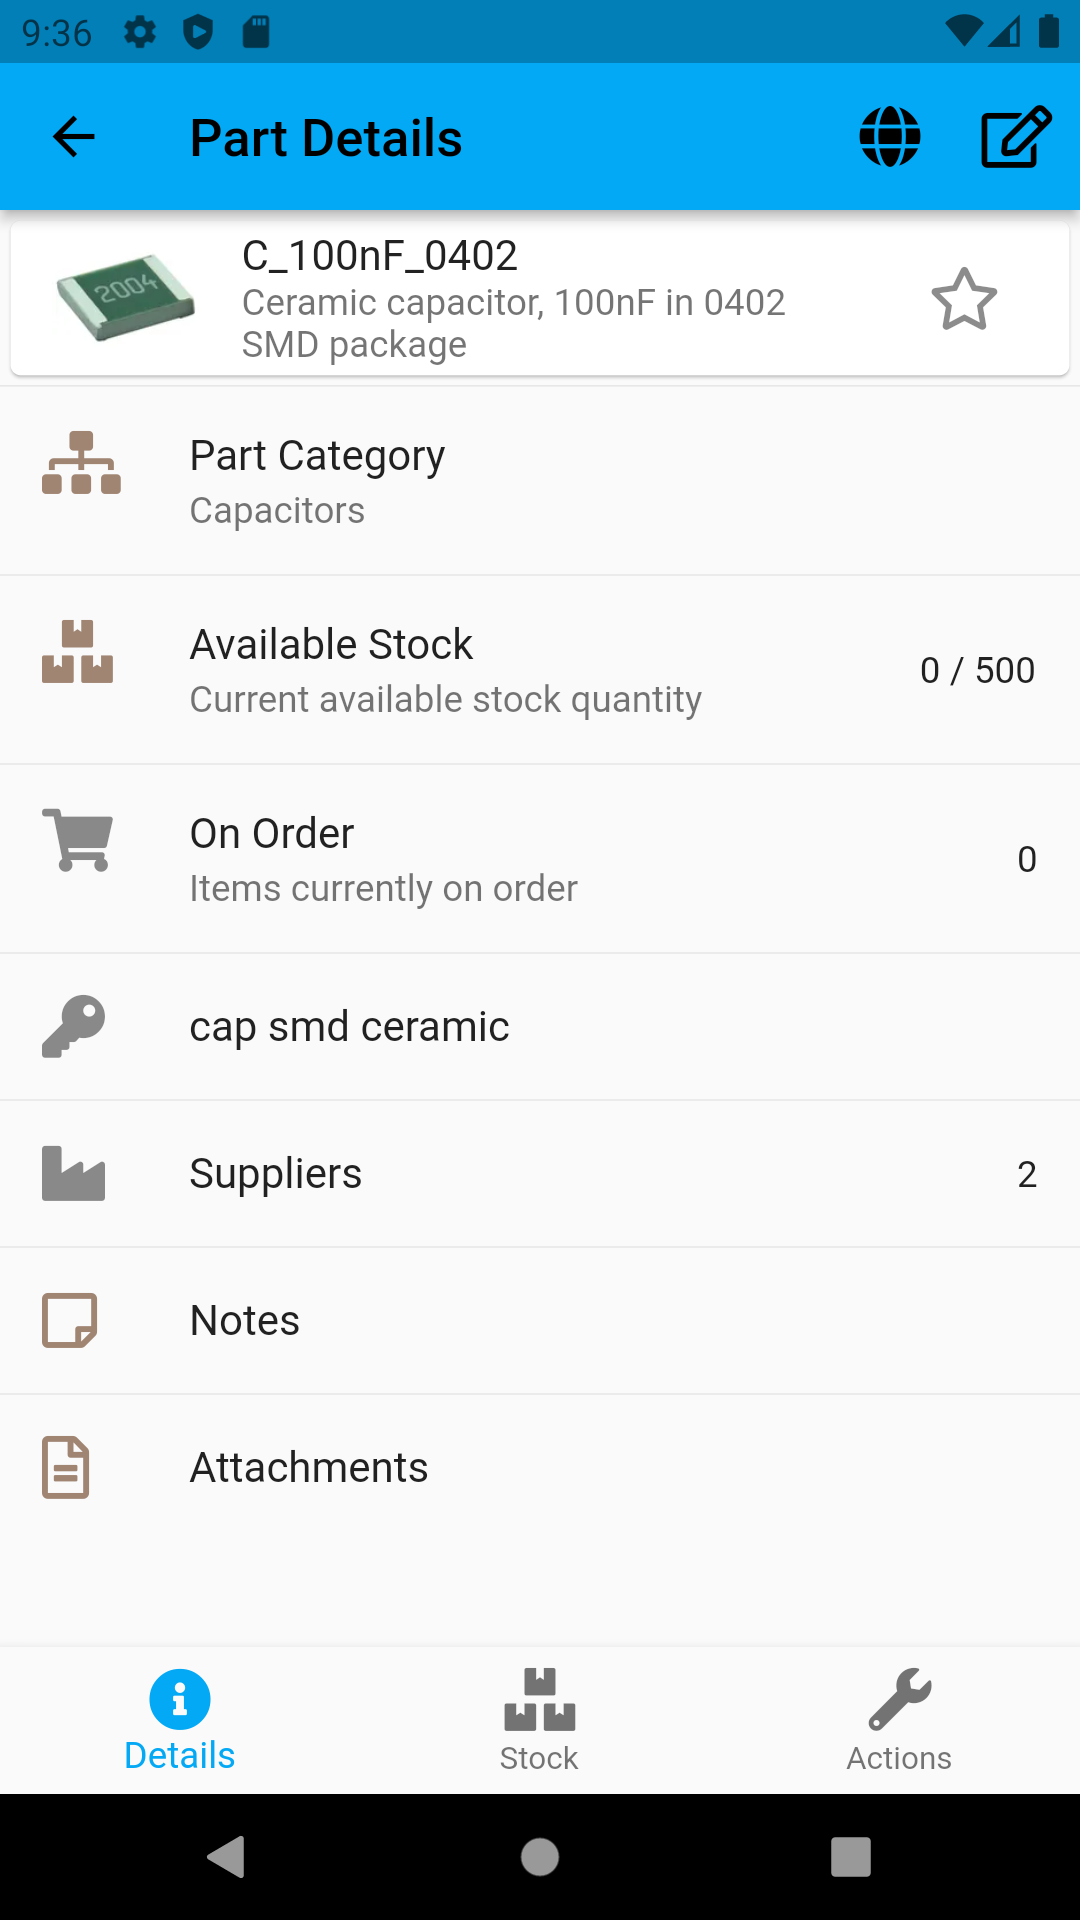 9:36
Part Details
2004
C_100nF_0402
Ceramic capacitor, 100nF in 0402
SMD package
Part Category
Capacitors
Available Stock
0 / 500
Current available stock quantity
On Order
0
Items currently on order
cap smd ceramic
Suppliers
2
Notes
Attachments
Details
Stock
Actions